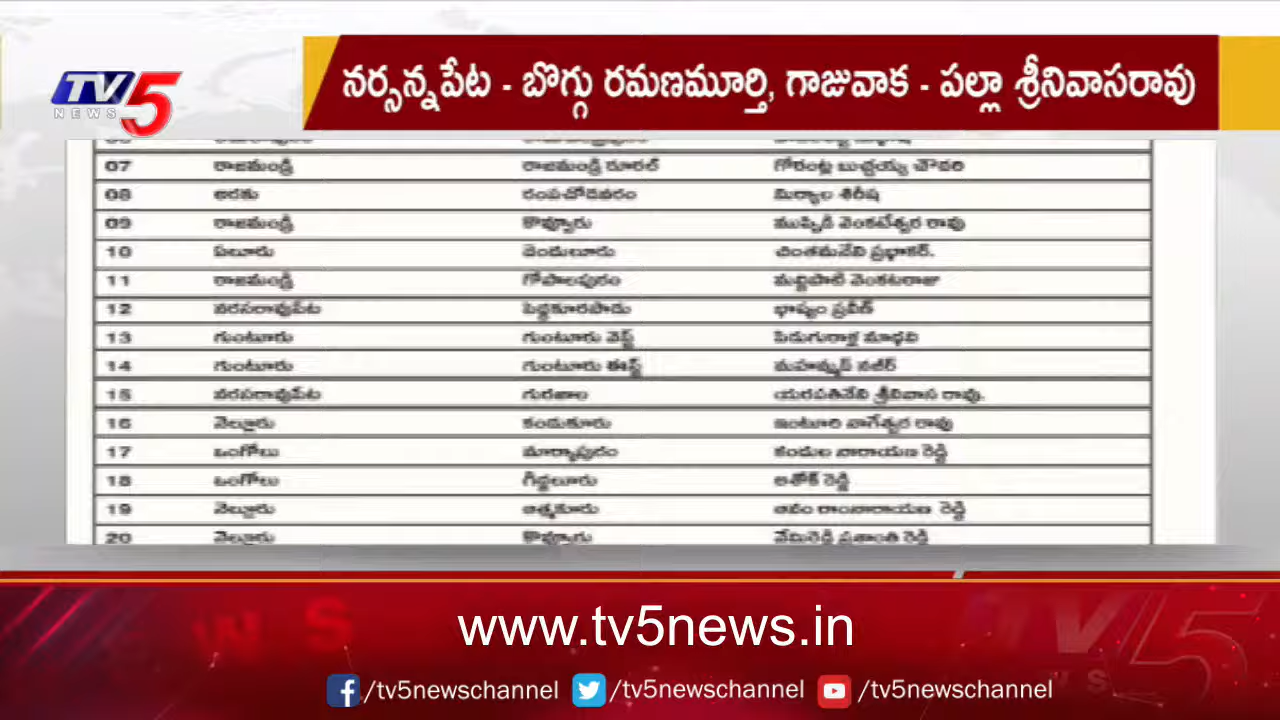 నర్సన్నపేట - బొగ్గు రమణమూర్తి, గాజువాక - పల్లా శ్రీనివాసరావు
TV5
NEWS
07 రాజమండ్రి రాజమండ్రి రూరల్ గోరంట్ల బుచ్చయ్య చౌదరి
08 అరకు రంపచోడవరం మిర్యాల శిరీష
09 రాజమండ్రి కొవ్వూరు ముప్పిడి వెంకటేశ్వర రావు
10 ఏలూరు దెందులూరు చింతమనేని ప్రభాకర్.
11 రాజమండ్రి గోపాలపురం మద్దిపాటి వెంకటరాజు
12 నరసరావుపేట పెద్దకూరపాడు భాష్యం ప్రవీణ్
13 గుంటూరు గుంటూరు వెస్ట్ పిడుగురాళ్ల మాధవి
14 గుంటూరు గుంటూరు ఈస్ట్ మహమ్మద్ నజీర్
15 నరసరావుపేట గురజాల యరపతినేని శ్రీనివాస రావు.
16 నెల్లూరు కందుకూరు ఇంటూరి నాగేశ్వర రావు
17 ఒంగోలు మార్కాపురం కందుల నారాయణ రెడ్డి
18 ఒంగోలు గిద్దలూరు అశోక్ రెడ్డి
19 నెల్లూరు ఆత్మకూరు ఆనం రాంనారాయణ రెడ్డి
20 నెల్లూరు కొవ్వూరు వేమిరెడ్డి ప్రశాంతి రెడ్డి
www.tv5news.in
/tv5newschannel /tv5newschannel /tv5newschannel